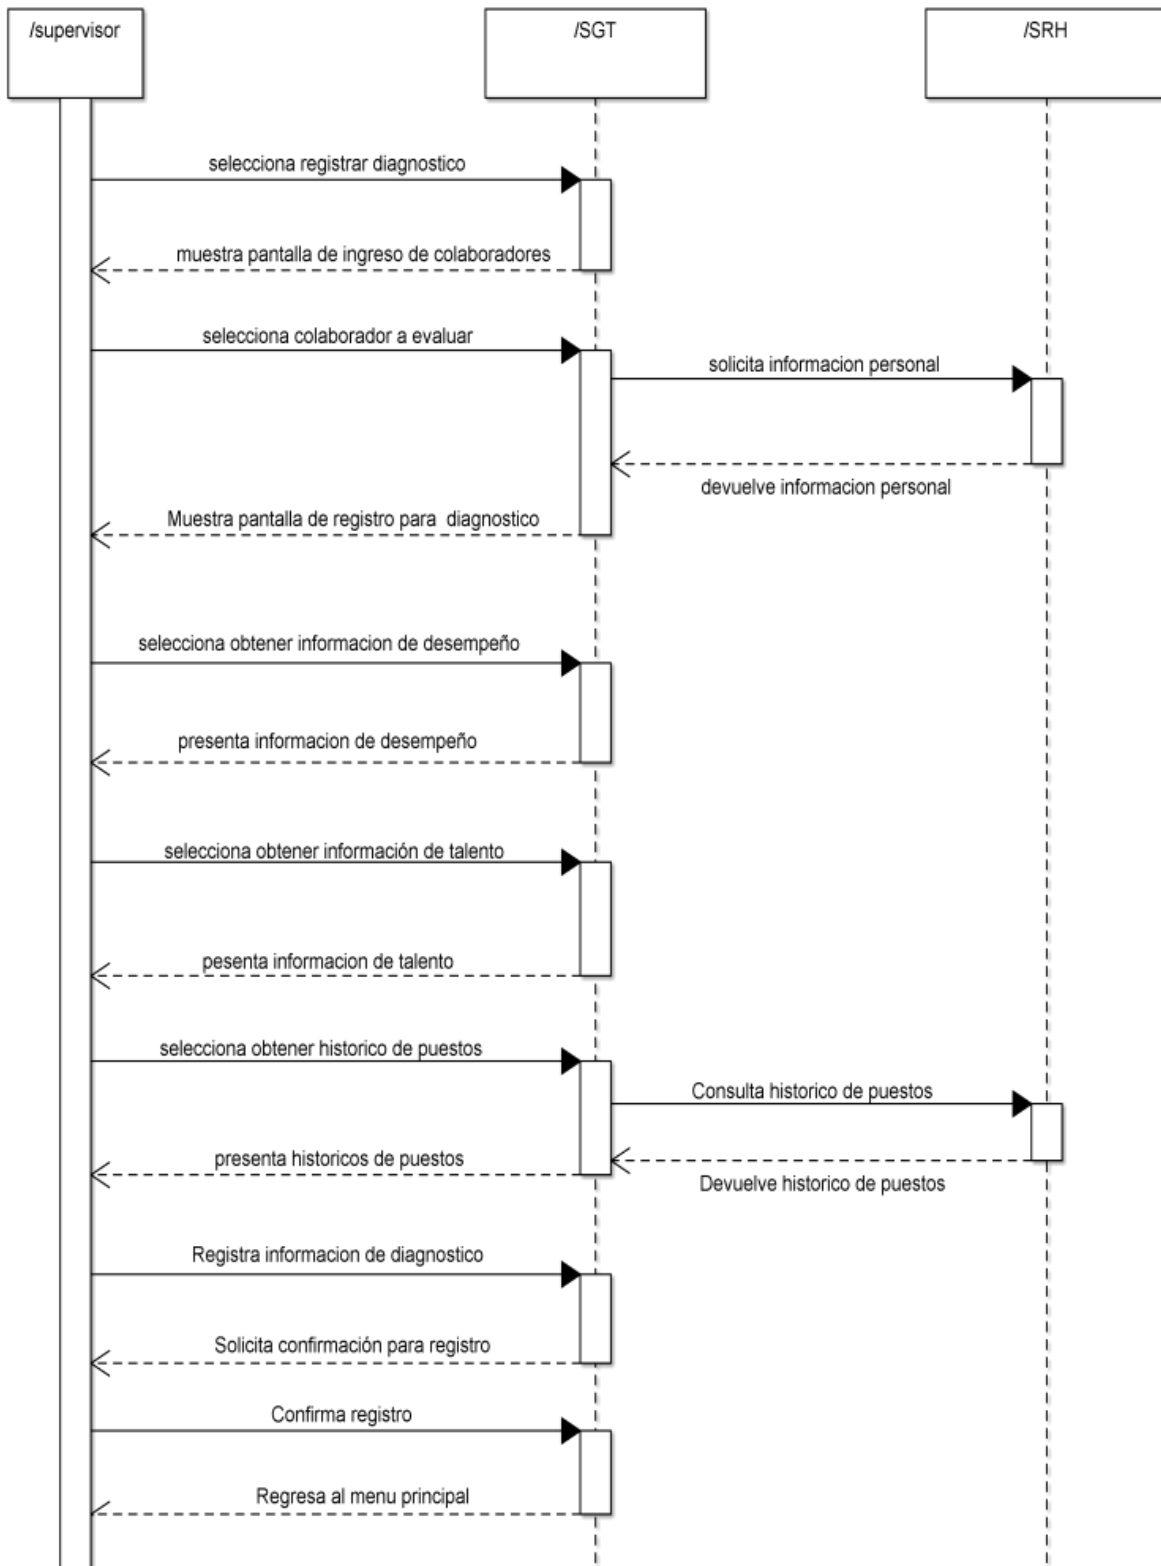 /supervisor
/SGT
/SRH
selecciona registrar diagnostico
muestra pantalla de ingreso de colaboradores
selecciona colaborador a evaluar
solicita informacion personal
devuelve informacion personal
Muestra pantalla de registro para  diagnostico
selecciona obtener informacion de desempeño
presenta informacion de desempeño
selecciona obtener información de talento
pesenta informacion de talento
selecciona obtener historico de puestos
Consulta historico de puestos
presenta historicos de puestos
Devuelve historico de puestos
Registra informacion de diagnostico
Solicita confirmación para registro
Confirma registro
Regresa al menu principal